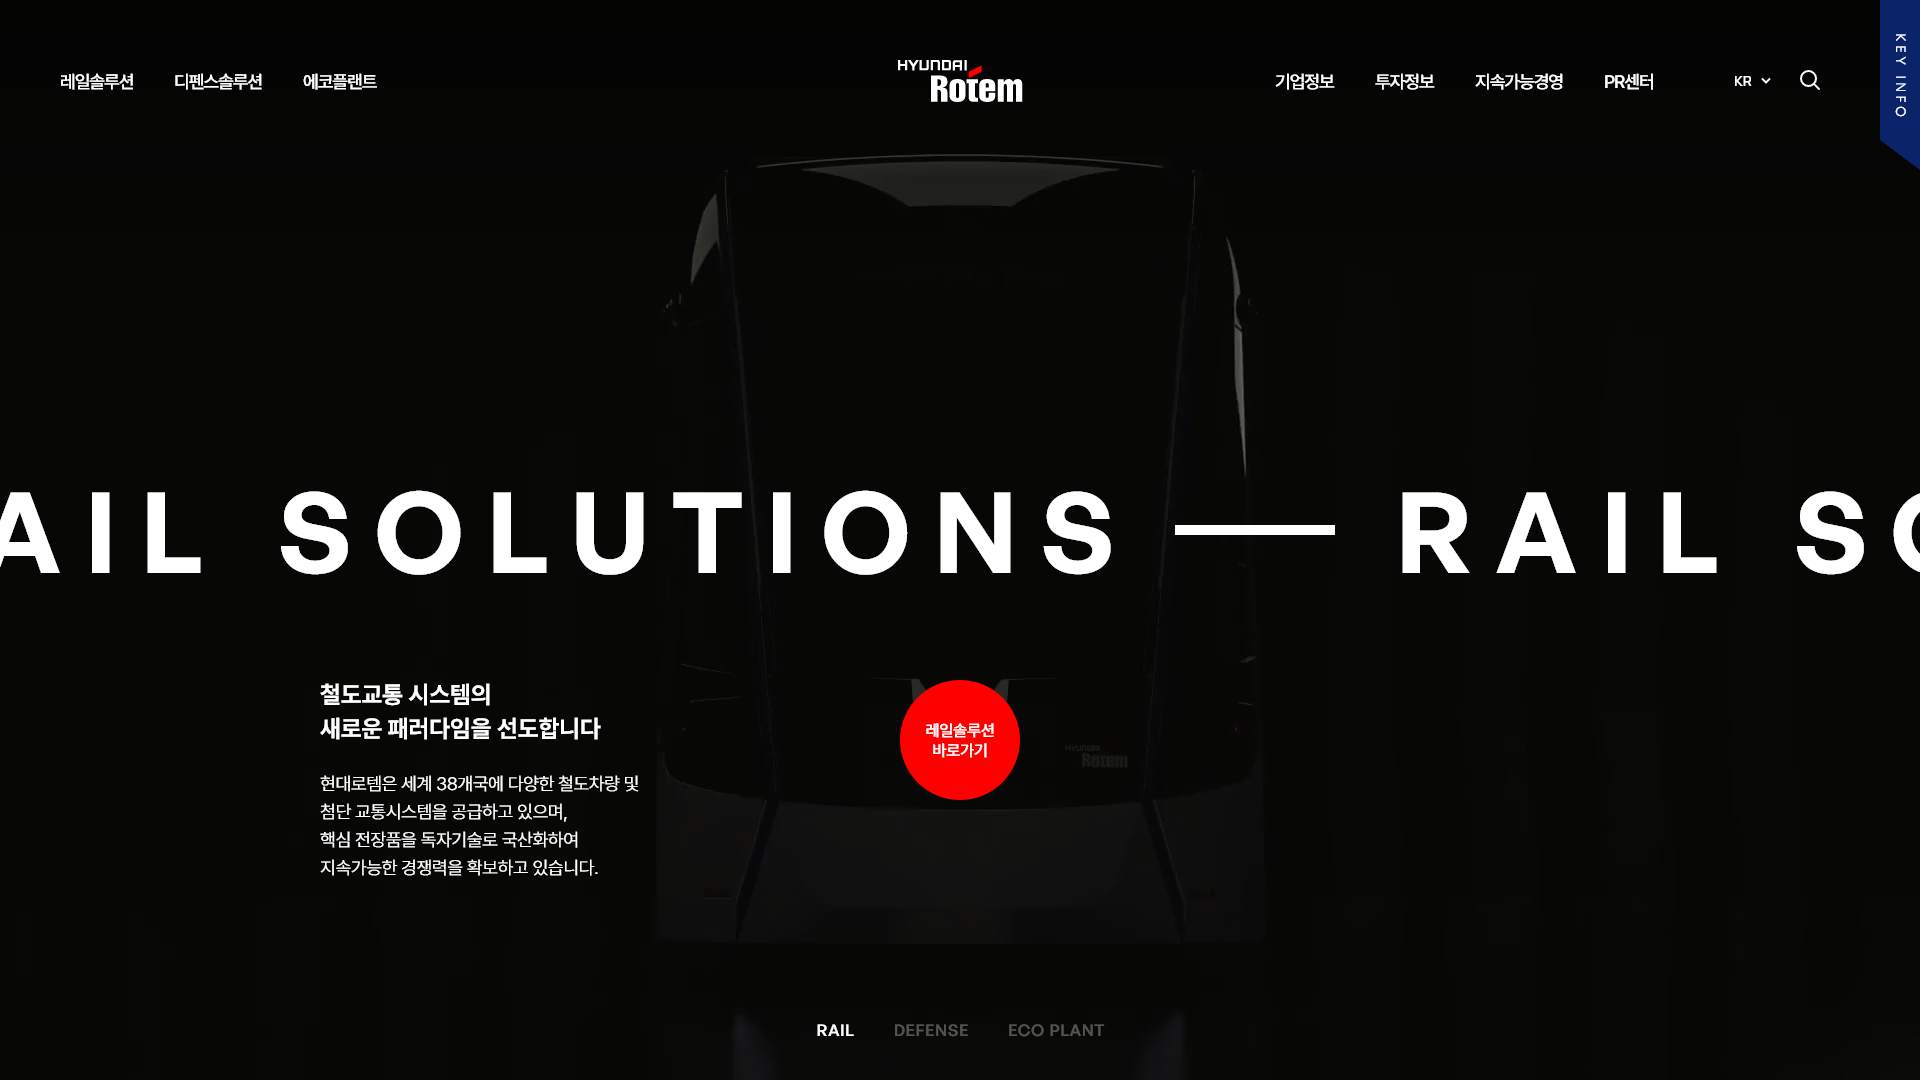 레일솔루션 디펜스솔루션 에코플랜트
HYUNDAI
Rotem
기업정보 투자정보 지속가능경영 PR센터 KR
KEY INFO
AIL SOLUTIONS — RAIL SO
철도교통 시스템의
새로운 패러다임을 선도합니다
현대로템은 세계 38개국에 다양한 철도차량 및
첨단 교통시스템을 공급하고 있으며,
핵심 전장품을 독자기술로 국산화하여
지속가능한 경쟁력을 확보하고 있습니다.
레일솔루션
바로가기
HYUNDAI
Rotem
RAIL DEFENSE ECO PLANT